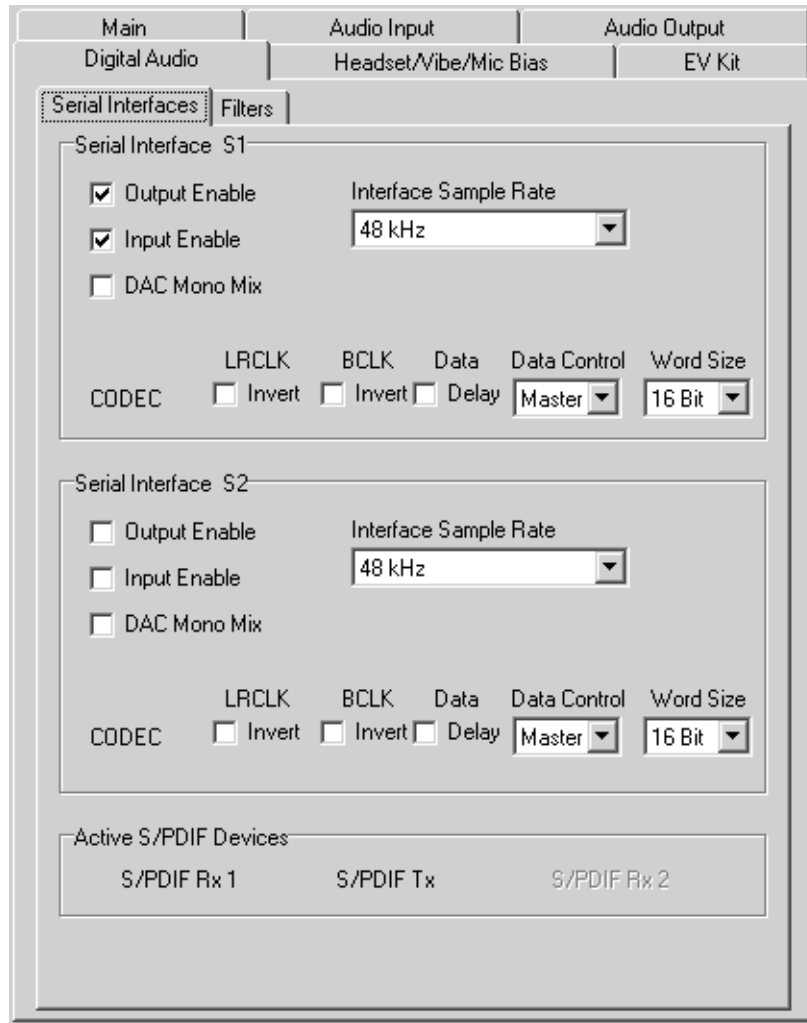 Main Audio Input Audio Output
Digital Audio Headset/Vibe/Mic Bias EV Kit
Serial Interfaces Filters
Serial Interface S1
Output Enable Interface Sample Rate
Input Enable 48 kHz
DAC Mono Mix
LRCLK BCLK Data Data Control Word Size
CODEC Invert Invert Delay Master 16 Bit
Serial Interface S2
Output Enable Interface Sample Rate
Input Enable 48 kHz
DAC Mono Mix
LRCLK BCLK Data Data Control Word Size
CODEC Invert Invert Delay Master 16 Bit
Active S/PDIF Devices
S/PDIF Rx 1 S/PDIF Tx S/PDIF Rx 2